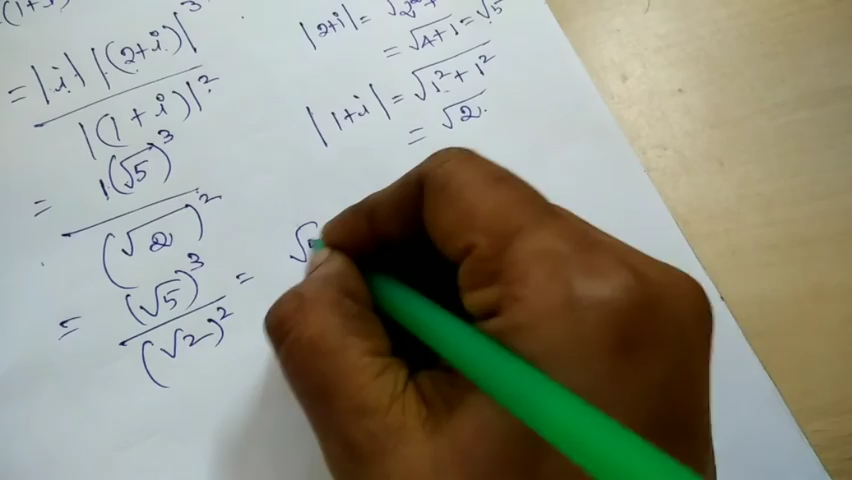 = |i| |(2+i)|³
|(1+i)|²
= 1(√5)³
(√2)²
= (√5)³ =
(√2)²
|2+i| =
= √4+1 = √5
|1+i| = √1²+1²
= √2